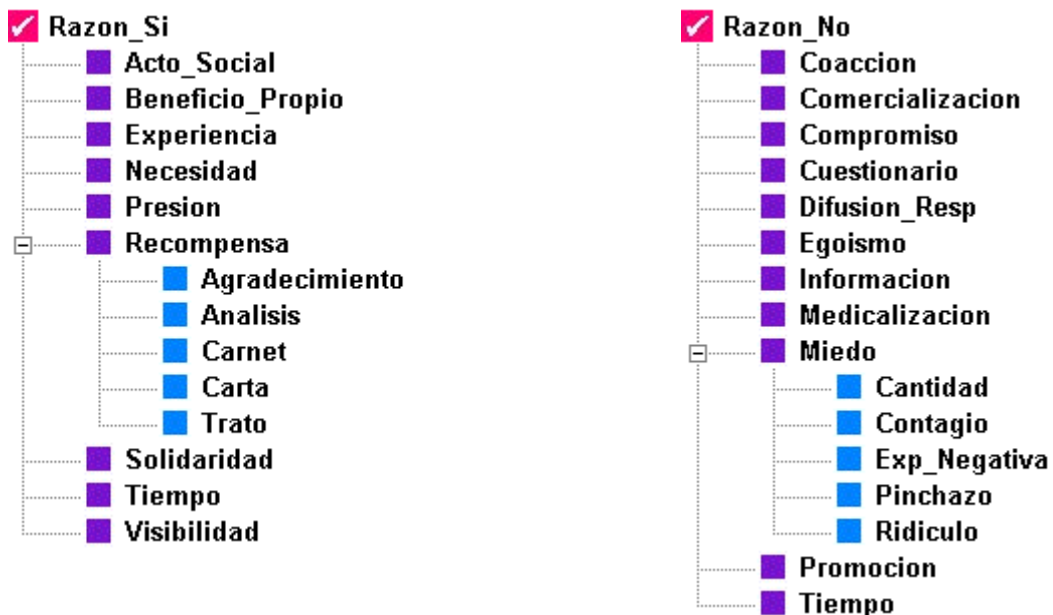 Razon_Si
Acto_Social
Beneficio_Propio
Experiencia
Necesidad
Presion
Recompensa
Agradecimiento
Analisis
Carnet
Carta
Trato
Solidaridad
Tiempo
Visibilidad
Razon_No
Coaccion
Comercializacion
Compromiso
Cuestionario
Difusion_Resp
Egoismo
Informacion
Medicalizacion
Miedo
Cantidad
Contagio
Exp_Negativa
Pinchazo
Ridiculo
Promocion
Tiempo